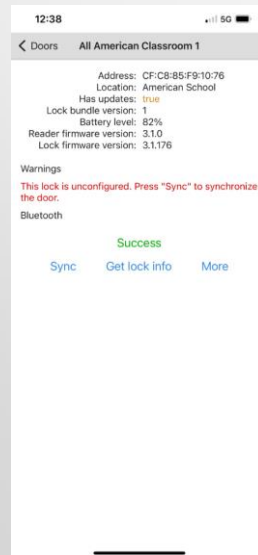 12:38
5G
Doors
All American Classroom 1
Address: CF:C8:85:F9:10:76
Location: American School
Has updates: true
Lock bundle version: 1
Battery level: 82%
Reader firmware version: 3.1.0
Lock firmware version: 3.1.176
Warnings
This lock is unconfigured. Press "Sync" to synchronize
the door.
Bluetooth
Success
Sync Get lock info More